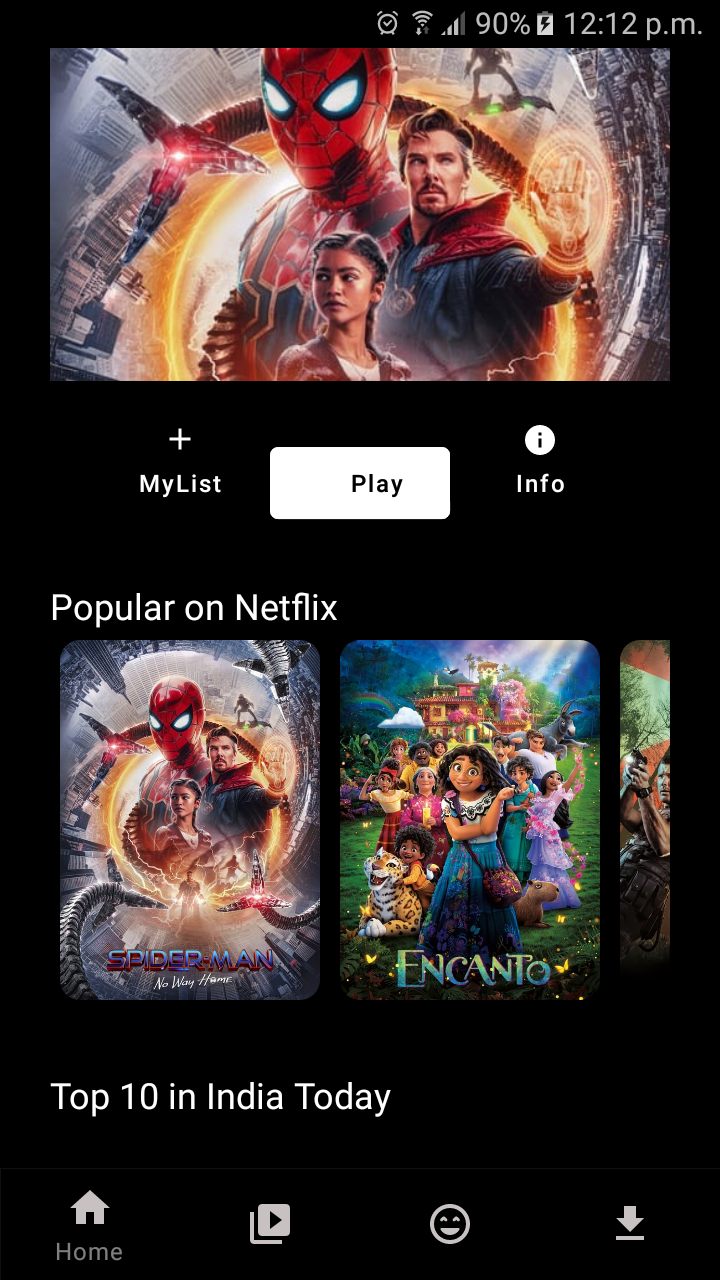 90% 12:12 p.m.
MyList
Play
Info
Popular on Netflix
SPIDER-MAN
No Way Home
ENCANTO
Top 10 in India Today
Home